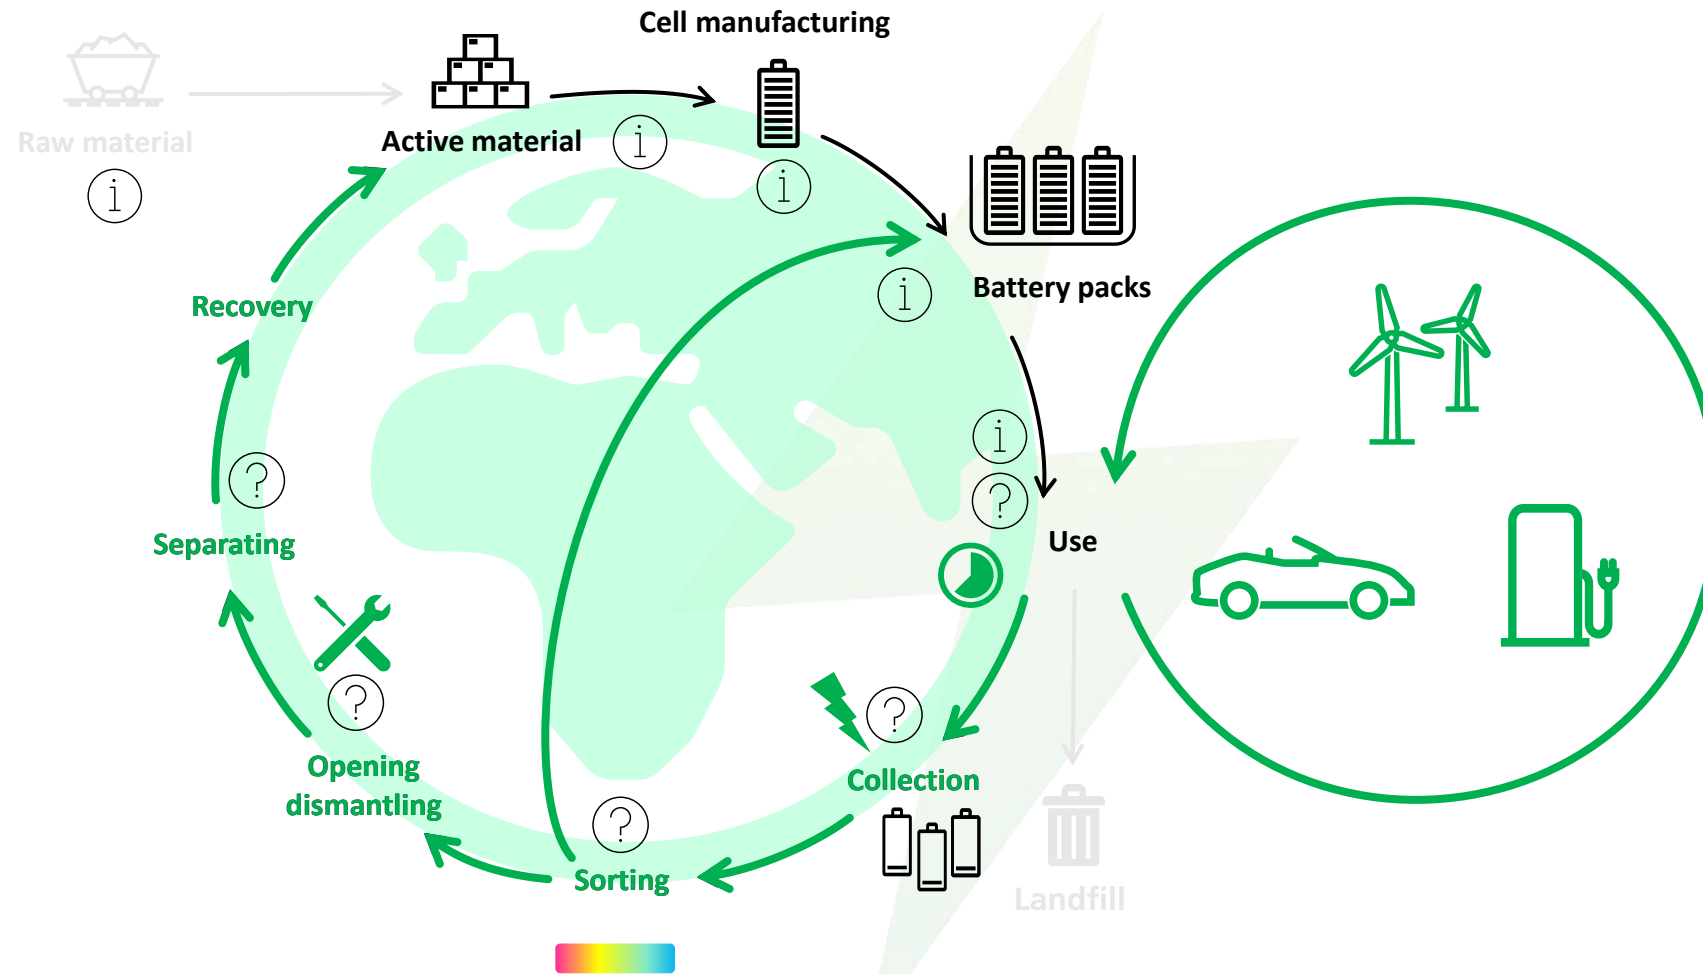 Cell manufacturing
Raw material
i
Active material
i
i
Battery packs
i
Recovery
i
?
Use
?
Separating
?
Opening
dismantling
?
Collection
?
Sorting
Landfill